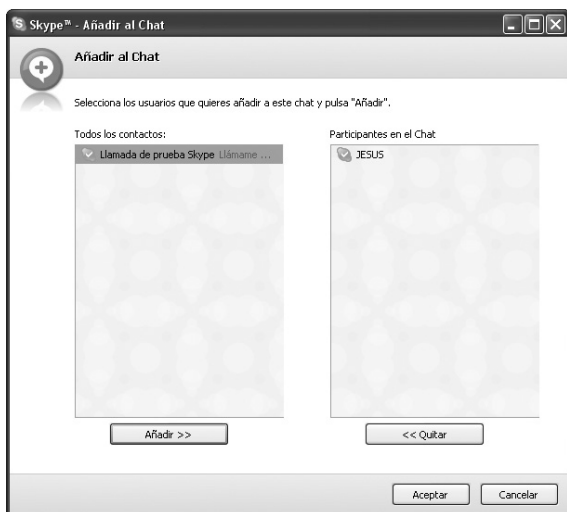 Skype™ - Añadir al Chat
Añadir al Chat
Selecciona los usuarios que quieres añadir a este chat y pulsa "Añadir".
Todos los contactos:
Llamada de prueba Skype Llámame ...
Participantes en el Chat
JESUS
Añadir >>
<< Quitar
Aceptar
Cancelar